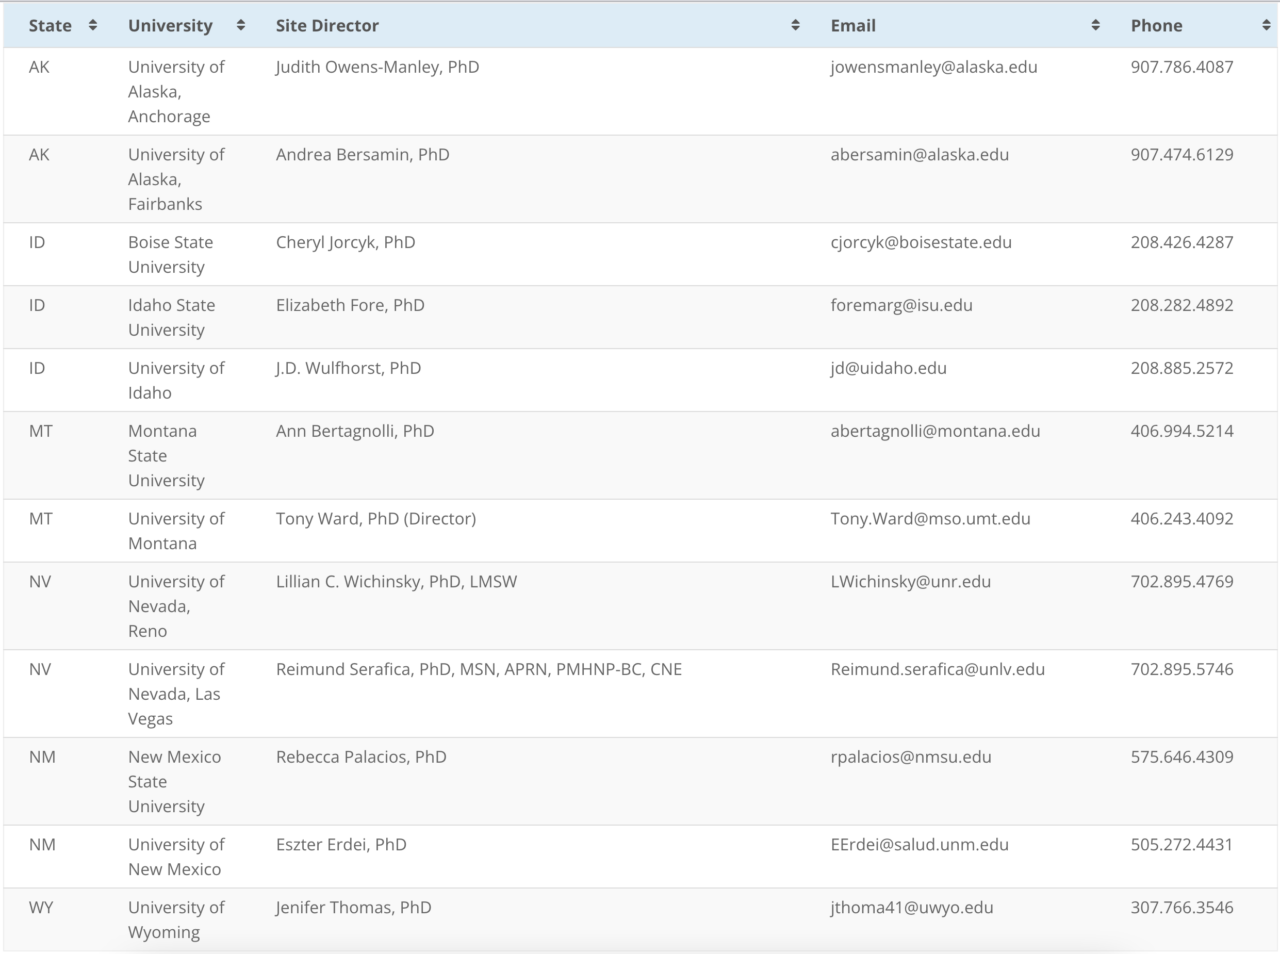 State University Site Director Email Phone
AK University of Judith Owens-Manley, PhD jowensmanley@alaska.edu 907.786.4087
Alaska,
Anchorage
AK University of Andrea Bersamin, PhD abersamin@alaska.edu 907.474.6129
Alaska,
Fairbanks
ID Boise State Cheryl Jorcyk, PhD cjorcyk@boisestate.edu 208.426.4287
University
ID Idaho State Elizabeth Fore, PhD foremarg@isu.edu 208.282.4892
University
ID University of J.D. Wulfhorst, PhD jd@uidaho.edu 208.885.2572
Idaho
MT Montana Ann Bertagnolli, PhD abertagnolli@montana.edu 406.994.5214
State
University
MT University of Tony Ward, PhD (Director) Tony.Ward@mso.umt.edu 406.243.4092
Montana
NV University of Lillian C. Wichinsky, PhD, LMSW LWichinsky@unr.edu 702.895.4769
Nevada,
Reno
NV University of Reimund Serafica, PhD, MSN, APRN, PMHNP-BC, CNE Reimund.serafica@unlv.edu 702.895.5746
Nevada, Las
Vegas
NM New Mexico Rebecca Palacios, PhD rpalacios@nmsu.edu 575.646.4309
State
University
NM University of Eszter Erdei, PhD EErdei@salud.unm.edu 505.272.4431
New Mexico
WY University of Jenifer Thomas, PhD jthoma41@uwyo.edu 307.766.3546
Wyoming